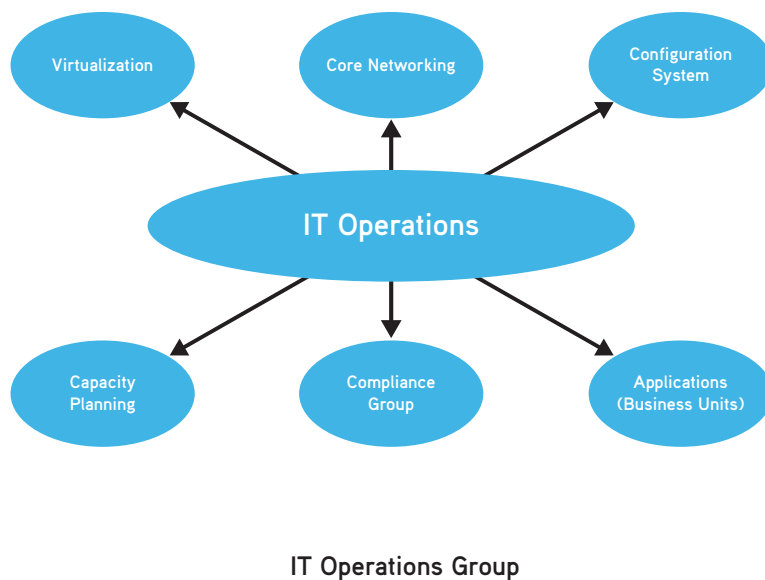 Virtualization
Core Networking
Configuration
System
IT Operations
Capacity
Planning
Compliance
Group
Applications
(Business Units)
IT Operations Group